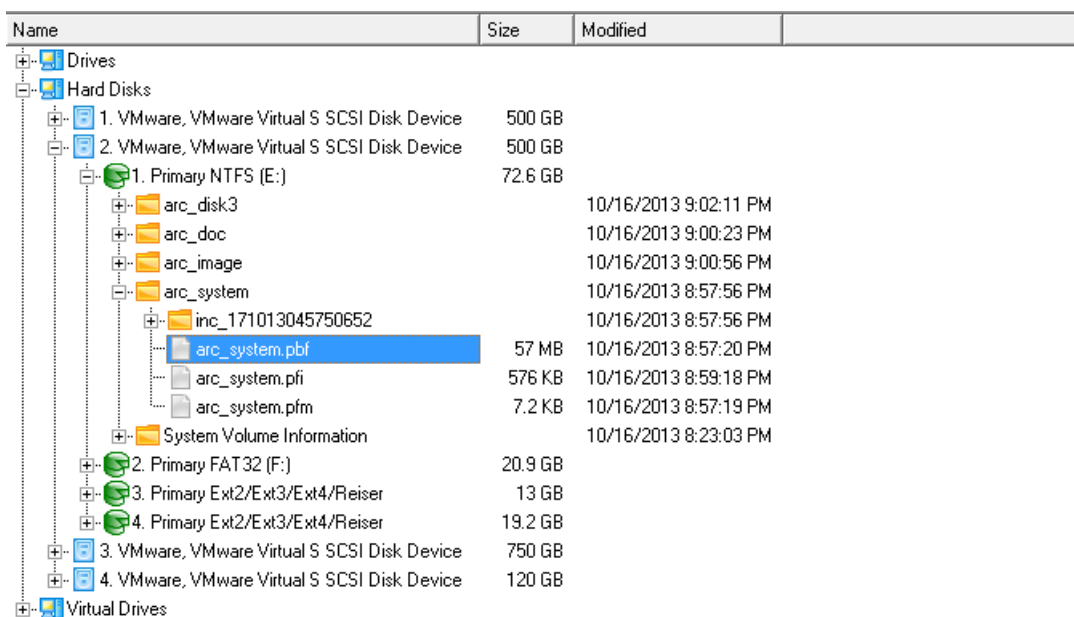 Name Size Modified
Drives
Hard Disks
1. VMware, VMware Virtual S SCSI Disk Device 500 GB
2. VMware, VMware Virtual S SCSI Disk Device 500 GB
1. Primary NTFS (E:) 72.6 GB
arc_disk3 10/16/2013 9:02:11 PM
arc_doc 10/16/2013 9:00:23 PM
arc_image 10/16/2013 9:00:56 PM
arc_system 10/16/2013 8:57:56 PM
inc_171013045750652 10/16/2013 8:57:56 PM
arc_system.pbf 57 MB 10/16/2013 8:57:20 PM
arc_system.pfi 576 KB 10/16/2013 8:59:18 PM
arc_system.pfm 7.2 KB 10/16/2013 8:57:19 PM
System Volume Information 10/16/2013 8:23:03 PM
2. Primary FAT32 (F:) 20.9 GB
3. Primary Ext2/Ext3/Ext4/Reiser 13 GB
4. Primary Ext2/Ext3/Ext4/Reiser 19.2 GB
3. VMware, VMware Virtual S SCSI Disk Device 750 GB
4. VMware, VMware Virtual S SCSI Disk Device 120 GB
Virtual Drives